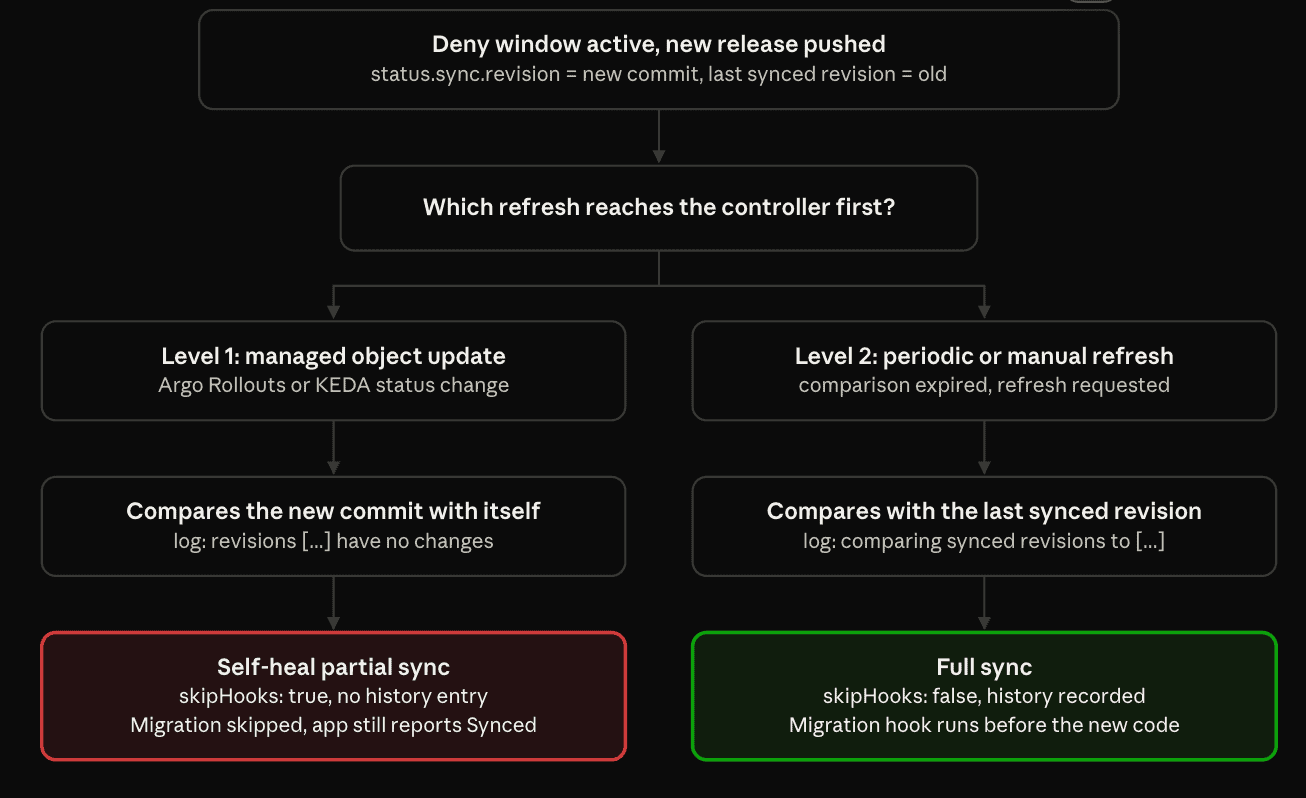 Deny window active, new release pushed
status.sync.revision = new commit, last synced revision = old
Which refresh reaches the controller first?
Level 1: managed object update
Argo Rollouts or KEDA status change
Level 2: periodic or manual refresh
comparison expired, refresh requested
Compares the new commit with itself
log: revisions [...] have no changes
Compares with the last synced revision
log: comparing synced revisions to [...]
Self-heal partial sync
skipHooks: true, no history entry
Migration skipped, app still reports Synced
Full sync
skipHooks: false, history recorded
Migration hook runs before the new code